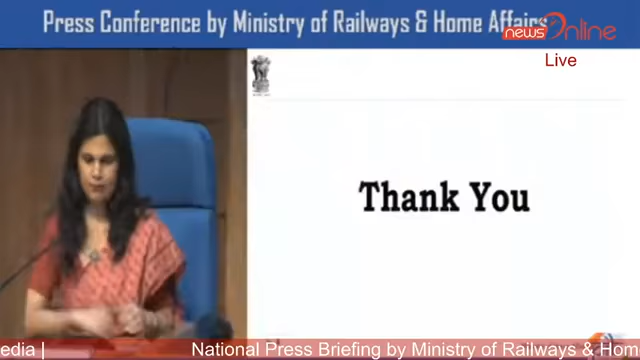 Press Conference by Ministry of Railways & Home Affairs
news Online
Live
Thank You
edia | National Press Briefing by Ministry of Railways & Hom